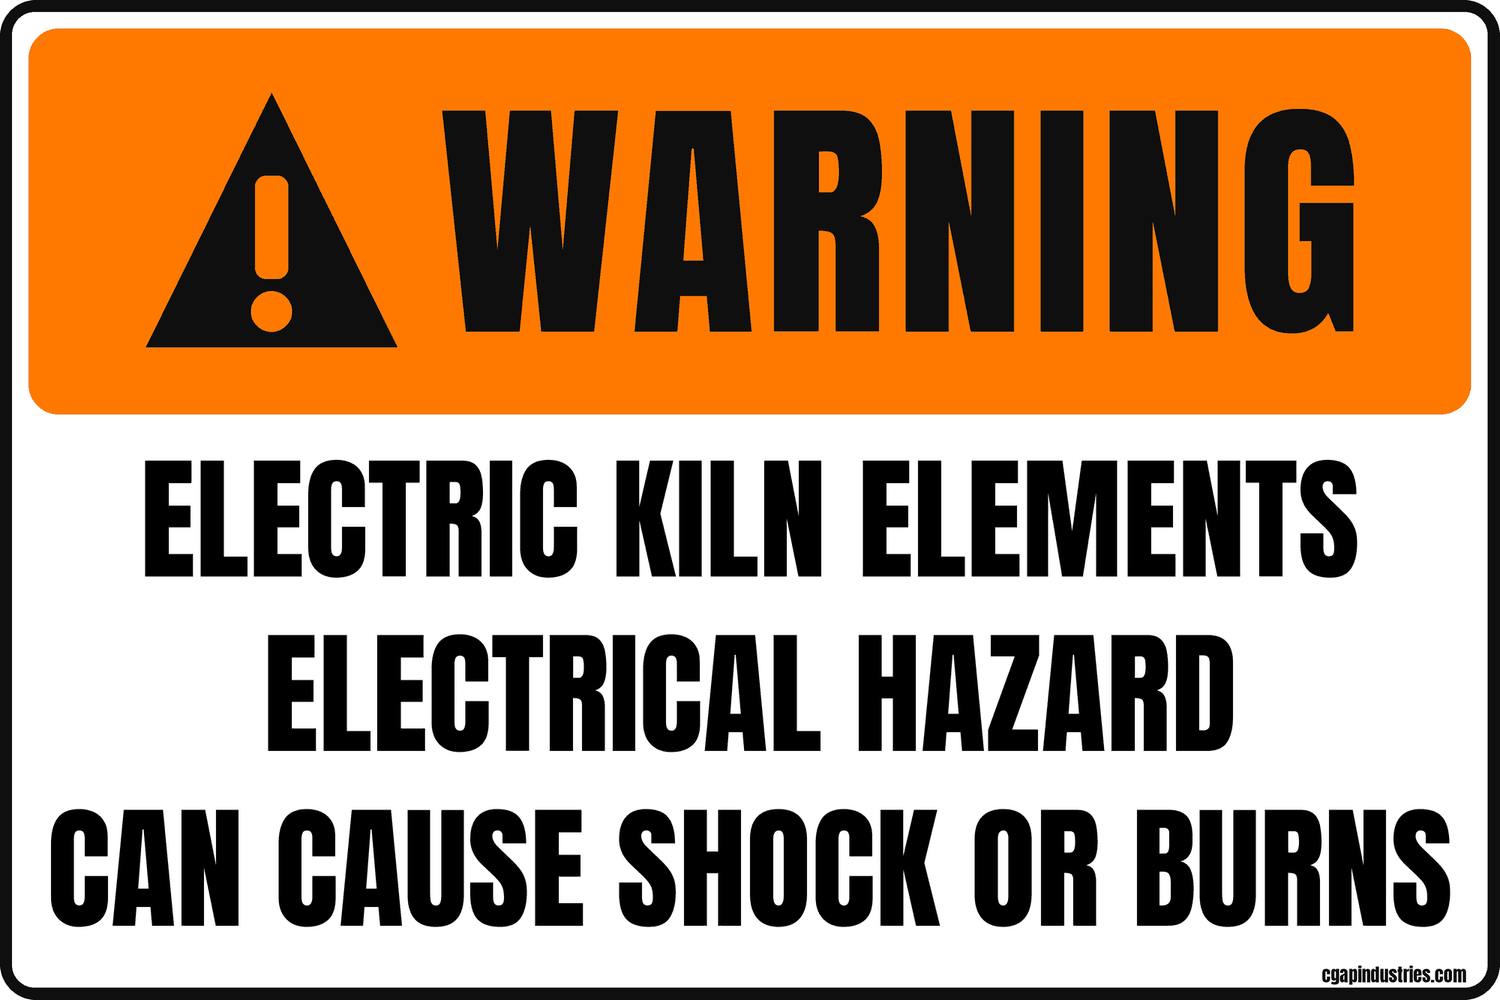 WARNING
ELECTRIC KILN ELEMENTS
ELECTRICAL HAZARD
CAN CAUSE SHOCK OR BURNS
cgapindustries.com